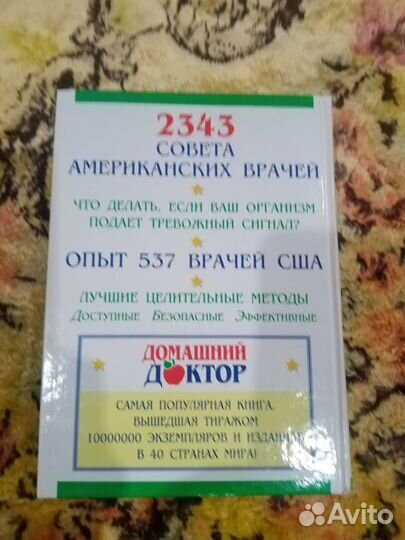 2343
СОВЕТА
АМЕРИКАНСКИХ ВРАЧЕЙ
ЧТО ДЕЛАТЬ, ЕСЛИ ВАШ ОРГАНИЗМ
ПОДАЕТ ТРЕВОЖНЫЙ СИГНАЛ?
ОПЫТ 537 ВРАЧЕЙ США
ЛУЧШИЕ ЦЕЛИТЕЛЬНЫЕ МЕТОДЫ
ДОСТУПНЫЕ БЕЗОПАСНЫЕ ЭФФЕКТИВНЫЕ
ДОМАШНИЙ
ДОКТОР
САМАЯ ПОПУЛЯРНАЯ КНИГА,
ВЫШЕДШАЯ ТИРАЖОМ
10000000 ЭКЗЕМПЛЯРОВ И ИЗДАННАЯ
В 40 СТРАНАХ МИРА!
Avito